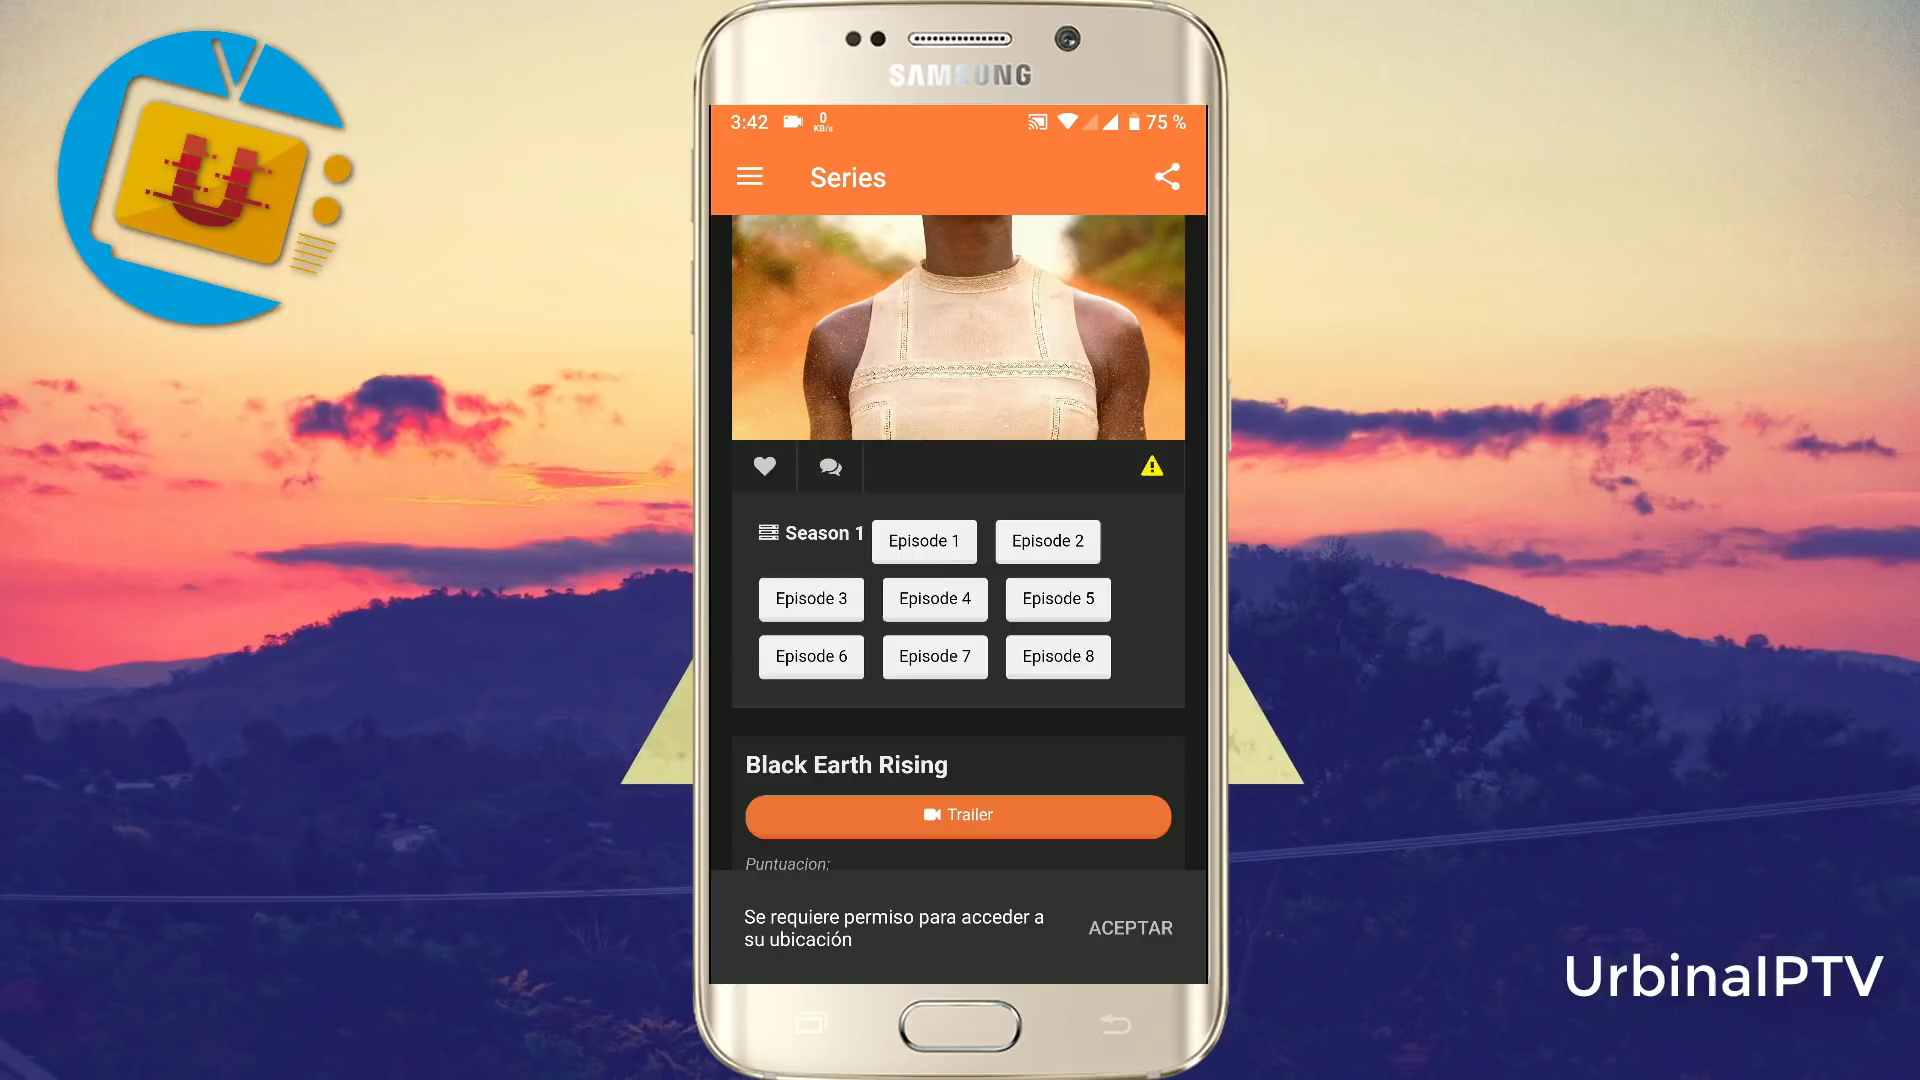 SAMSUNG
3:42
0
KB/s
75 %
Series
Season 1
Episode 1
Episode 2
Episode 3
Episode 4
Episode 5
Episode 6
Episode 7
Episode 8
Black Earth Rising
Trailer
Puntuacion:
Se requiere permiso para acceder a
su ubicación
ACEPTAR
U
UrbinaIPTV